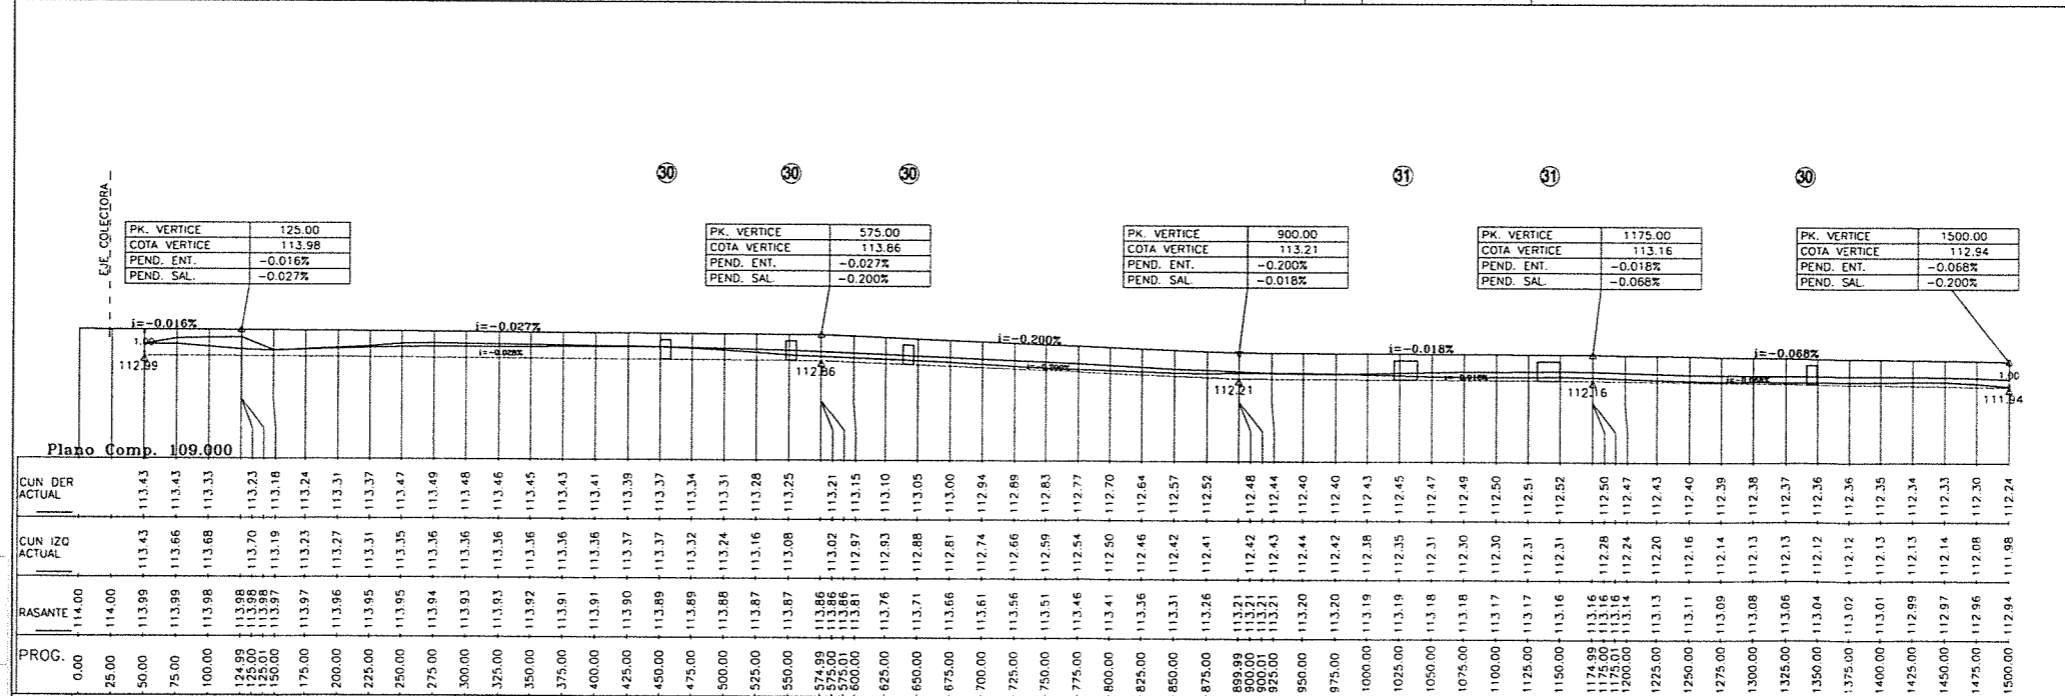 30 30 30 31 31 30
EJE COLECTORA
PK. VERTICE 125.00
COTA VERTICE 113.98
PEND. ENT. -0.016%
PEND. SAL. -0.027%
PK. VERTICE 575.00
COTA VERTICE 113.86
PEND. ENT. -0.027%
PEND. SAL. -0.200%
PK. VERTICE 900.00
COTA VERTICE 113.21
PEND. ENT. -0.200%
PEND. SAL. -0.018%
PK. VERTICE 1175.00
COTA VERTICE 113.16
PEND. ENT. -0.018%
PEND. SAL. -0.068%
PK. VERTICE 1500.00
COTA VERTICE 112.94
PEND. ENT. -0.068%
PEND. SAL. -0.200%
i=-0.016% i=-0.027% i=-0.200% i=-0.018% i=-0.068%
1.00 i=-0.028% 1.00
112.99 112.86 112.21 112.16 111.94
Plano Comp. 109.000
CUN DER ACTUAL 113.43 113.43 113.33 113.23 113.18 113.24 113.31 113.37 113.47 113.49 113.48 113.46 113.45 113.43 113.41 113.39 113.37 113.34 113.31 113.28 113.25 113.21 113.15 113.10 113.05 113.00 112.94 112.89 112.83 112.77 112.70 112.64 112.57 112.52 112.48 112.44 112.40 112.40 112.43 112.45 112.47 112.49 112.50 112.51 112.52 112.50 112.47 112.43 112.40 112.39 112.38 112.37 112.36 112.36 112.35 112.34 112.33 112.30 112.24
CUN IZQ ACTUAL 113.43 113.66 113.68 113.70 113.19 113.23 113.27 113.31 113.35 113.36 113.36 113.36 113.36 113.36 113.36 113.37 113.37 113.32 113.24 113.16 113.08 113.02 112.97 112.93 112.88 112.81 112.74 112.66 112.59 112.54 112.50 112.46 112.42 112.41 112.42 112.43 112.44 112.42 112.38 112.35 112.31 112.30 112.30 112.31 112.31 112.28 112.24 112.20 112.16 112.14 112.13 112.13 112.12 112.12 112.13 112.13 112.14 112.08 111.98
RASANTE 114.00 114.00 113.99 113.99 113.98 113.98 113.98 113.98 113.97 113.97 113.96 113.95 113.95 113.94 113.93 113.93 113.92 113.91 113.91 113.90 113.89 113.89 113.88 113.87 113.87 113.86 113.86 113.86 113.81 113.76 113.71 113.66 113.61 113.56 113.51 113.46 113.41 113.36 113.31 113.26 113.21 113.21 113.21 113.21 113.20 113.20 113.19 113.19 113.18 113.18 113.17 113.17 113.16 113.16 113.16 113.16 113.14 113.13 113.11 113.09 113.08 113.06 113.04 113.02 113.01 112.99 112.97 112.96 112.94
PROG. 0.00 25.00 50.00 75.00 100.00 124.99 125.00 125.01 150.00 175.00 200.00 225.00 250.00 275.00 300.00 325.00 350.00 375.00 400.00 425.00 450.00 475.00 500.00 525.00 550.00 574.99 575.00 575.01 600.00 625.00 650.00 675.00 700.00 725.00 750.00 775.00 800.00 825.00 850.00 875.00 899.99 900.00 900.01 925.00 950.00 975.00 1000.00 1025.00 1050.00 1075.00 1100.00 1125.00 1150.00 1174.99 1175.00 1175.01 1200.00 1225.00 1250.00 1275.00 1300.00 1325.00 1350.00 1375.00 1400.00 1425.00 1450.00 1475.00 1500.00